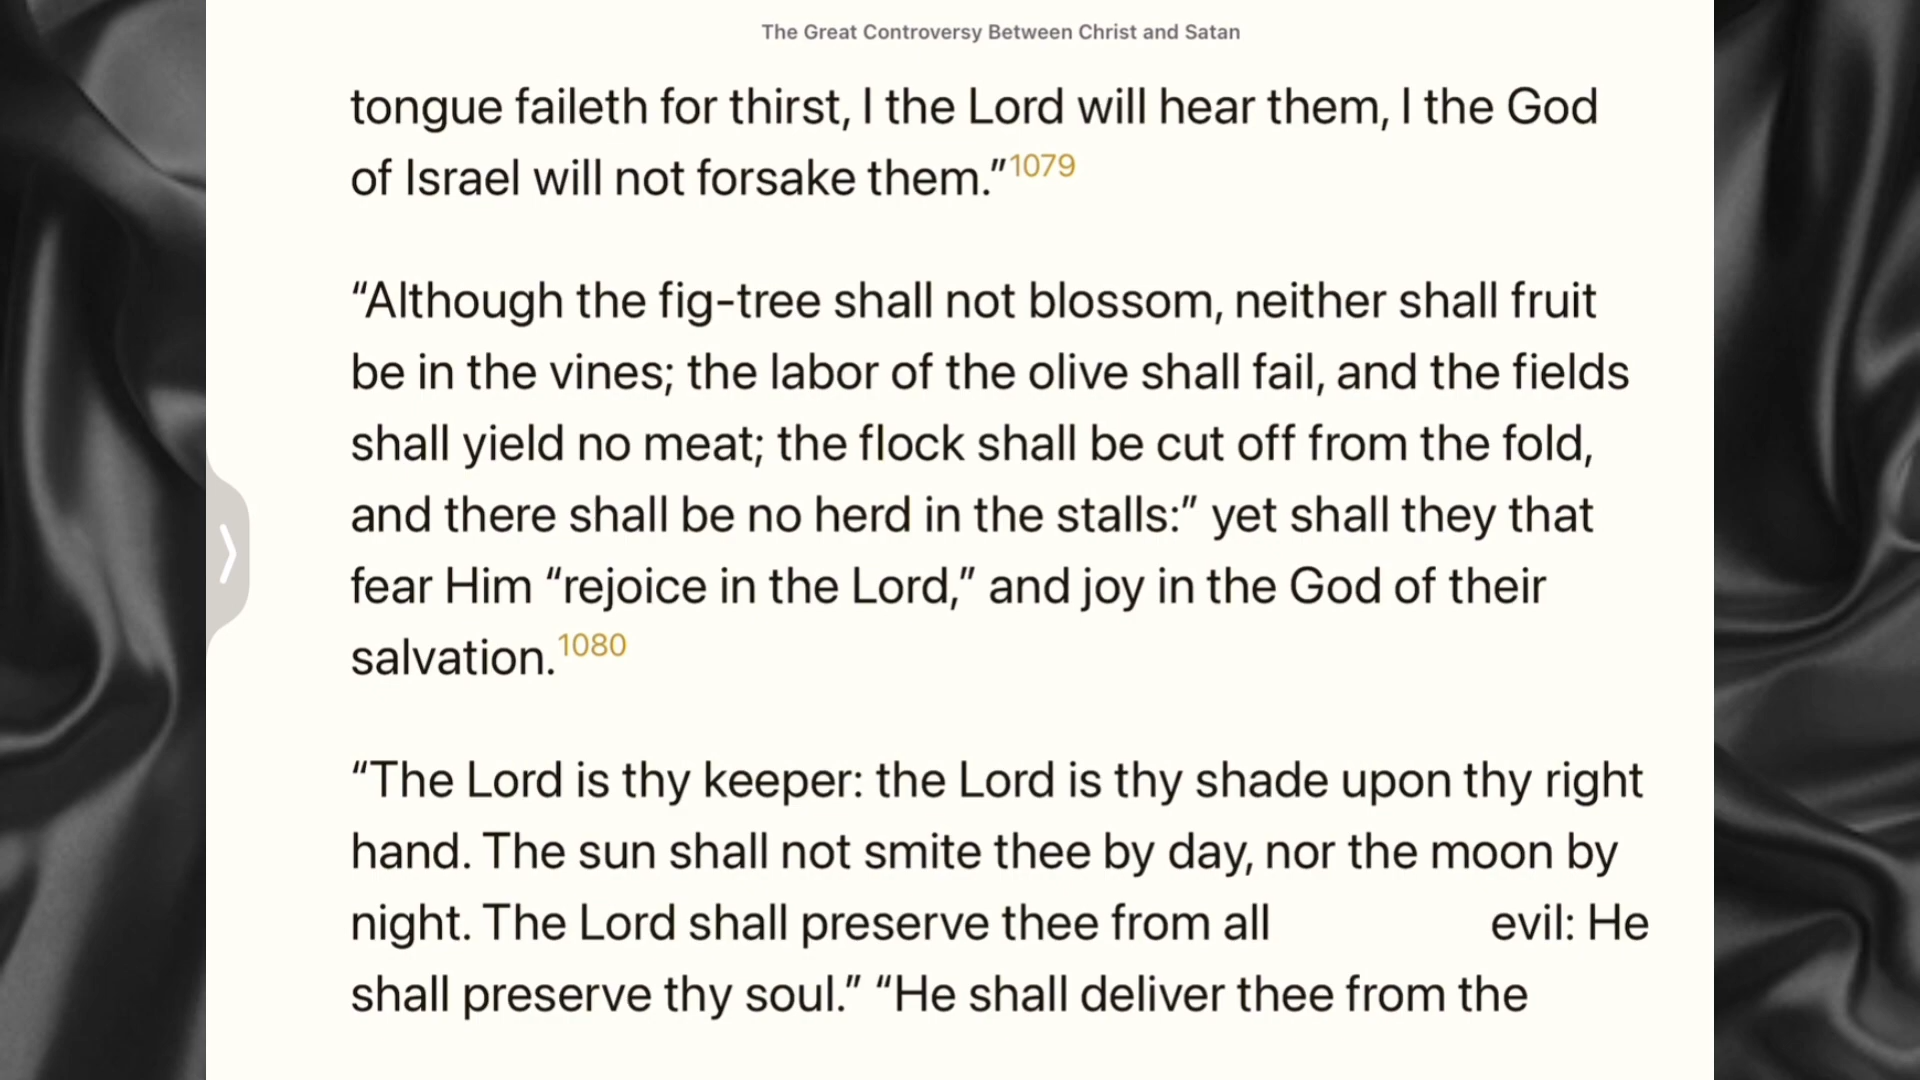 The Great Controversy Between Christ and Satan
tongue faileth for thirst, I the Lord will hear them, I the God
of Israel will not forsake them.”1079
“Although the fig-tree shall not blossom, neither shall fruit
be in the vines; the labor of the olive shall fail, and the fields
shall yield no meat; the flock shall be cut off from the fold,
and there shall be no herd in the stalls:” yet shall they that
fear Him “rejoice in the Lord,” and joy in the God of their
salvation.1080
“The Lord is thy keeper: the Lord is thy shade upon thy right
hand. The sun shall not smite thee by day, nor the moon by
night. The Lord shall preserve thee from all evil: He
shall preserve thy soul.” “He shall deliver thee from the